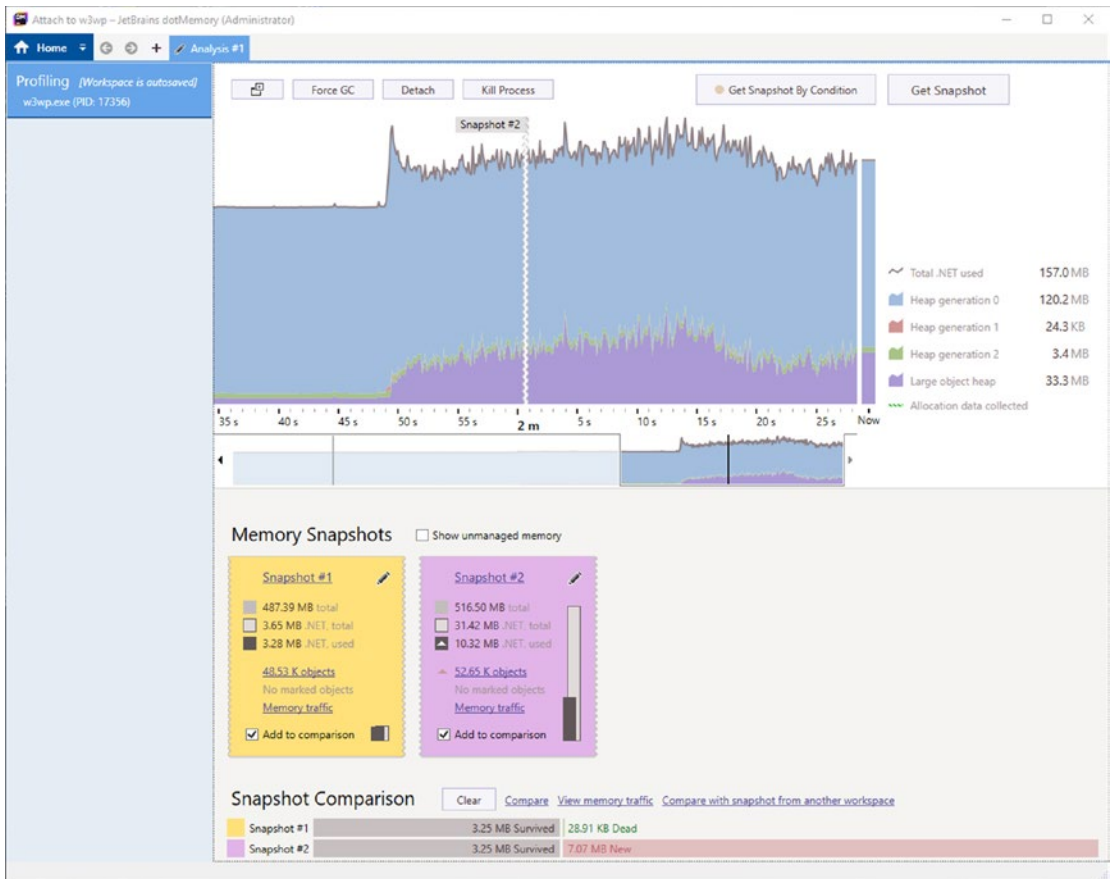 Attach to w3wp – JetBrains dotMemory (Administrator)
Home
Analysis #1
Profiling [Workspace is autosaved]
w3wp.exe (PID: 17356)
Force GC
Detach
Kill Process
Get Snapshot By Condition
Get Snapshot
Snapshot #2
Total .NET used 157.0 MB
Heap generation 0 120.2 MB
Heap generation 1 24.3 KB
Heap generation 2 3.4 MB
Large object heap 33.3 MB
Allocation data collected
35 s 40 s 45 s 50 s 55 s 2 m 5 s 10 s 15 s 20 s 25 s Now
Memory Snapshots
Show unmanaged memory
Snapshot #1
487.39 MB total
3.65 MB .NET, total
3.28 MB .NET, used
48.53 K objects
No marked objects
Memory traffic
Add to comparison
Snapshot #2
516.50 MB total
31.42 MB .NET, total
10.32 MB .NET, used
52.65 K objects
No marked objects
Memory traffic
Add to comparison
Snapshot Comparison
Clear
Compare
View memory traffic
Compare with snapshot from another workspace
Snapshot #1 3.25 MB Survived 28.91 KB Dead
Snapshot #2 3.25 MB Survived 7.07 MB New